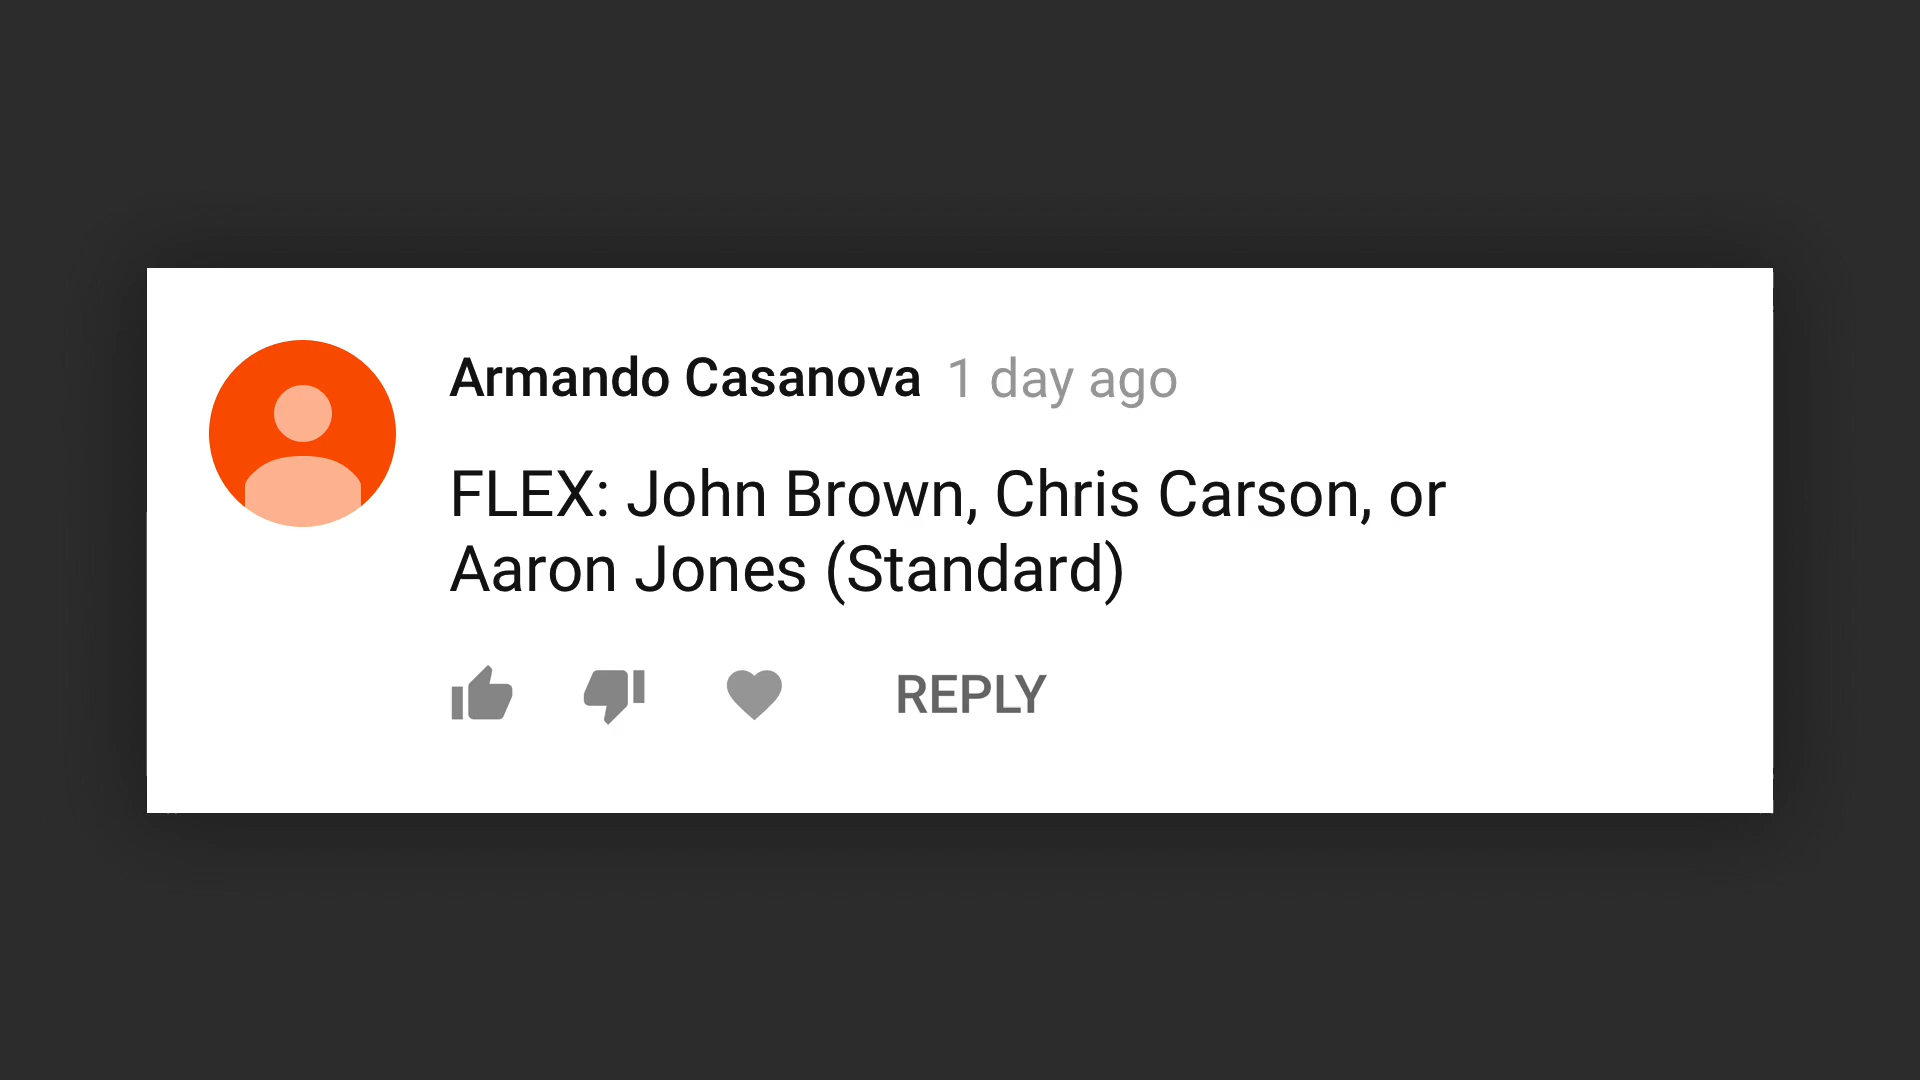 Armando Casanova 1 day ago
FLEX: John Brown, Chris Carson, or
Aaron Jones (Standard)
REPLY